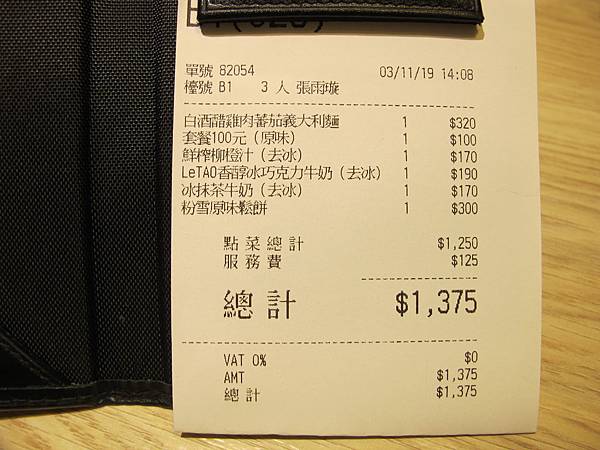 單號 82054 03/11/19 14:08
檯號 B1 3 人 張雨璇
白酒醋雞肉蕃茄義大利麵 1 $320
套餐100元（原味） 1 $100
鮮榨柳橙汁（去冰） 1 $170
LeTAO香醇冰巧克力牛奶（去冰） 1 $190
冰抹茶牛奶（去冰） 1 $170
粉雪原味鬆餅 1 $300
點菜總計 $1,250
服務費 $125
總計 $1,375
VAT 0% $0
AMT $1,375
總計 $1,375